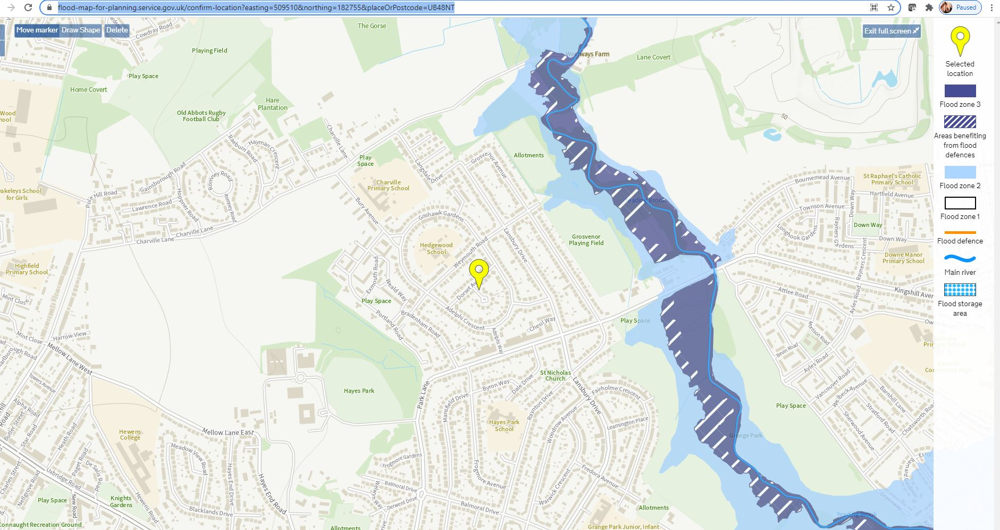 flood-map-for-planning.service.gov.uk/confirm-location?easting=509510&northing=182755&placeOrPostcode=UB48NT
Paused
Move marker
Draw Shape
Delete
Exit full screen
Cowdray Road
The Gorse
Playing Field
Westways Farm
Lane Covert
Play Space
Home Covert
Hare
Plantation
Old Abbots Rugby
Football Club
Wood
hool
50
Charville Lane
Hayman Crescent
Raeburn Road
Play
Space
Allotments
Grosvenor Avenue
Langdale Drive
Gainsborough Road
Romney Road
Charville
Primary School
Bournemead Avenue
St Raphael's Catholic
Primary School
akeleys School
for Girls
Pole Hill Road
Hoppner Road
Hartfield Avenue
Lawrence Road
Romney Road
Bury Avenue
Yeading Brook
Townson Avenue
Down Way
Goshawk Gardens
Rayners Gardens
Down Way
Longhook Gardens
Charville Lane
Charville Lane
Lansbury Drive
Grosvenor
Playing Field
Down Way
Hedgewood
School
Weymouth Road
Downe Manor
Primary School
Highfield
Primary School
Exmouth Road
Weald Way
Dorset Av
Rayners Crescent
Attlee Road
Kingshill Aven
Mint Close
Play Space
Ayles Road
Adelphi Crescent
Bradenham Road
Portland Road
Chesil Way
Play Space
Adelphi Way
Morrison Road
Mint Close
Harrow View
Mellow Lane West
Bevin Road
Ayles Road
Belmore
Primary School
Barnhill
Community High
St Nicholas
Church
Towers Avenue
Byron Way
Dale Drive
Lansbury Drive
Fairholme Crescent
Vancouver Road
Hayes Park
Park Lane
Mansfield Drive
Raynton Drive
Welbeck Avenue
Barnhill Lane
Alpha Road
Play Space
Stratford Road
Butler Street
Woodrow Avenue
Leamington Place
Hayes Park
School
Sherwood Avenue
Chatsworth Road
Star Road
Heath Road
Hewens
College
Mellow Lane East
Grange Park
Meadow View Road
Frogmore Gardens
Paget Road
De Salis Road
Uxbridge Road
Charles Street
Hayes End Drive
Hayes End Road
Frogmore Avenue
Fredora Avenue
Balmoral Drive
Warwick Crescent
Welwyn Way
Nellgrove Road
Play Space
New Road
Knights
Gardens
Hewens Road
Derwent Drive
Balmoral Drive
Blacklands Drive
Allotments
Greenway
Yeading Brook
Connaught Recreation Ground
Allotments
Grange Park Junior, Infant
Selected
location
Flood zone 3
Areas benefiting
from flood
defences
Flood zone 2
Flood zone 1
Flood defence
Main river
Flood storage
area